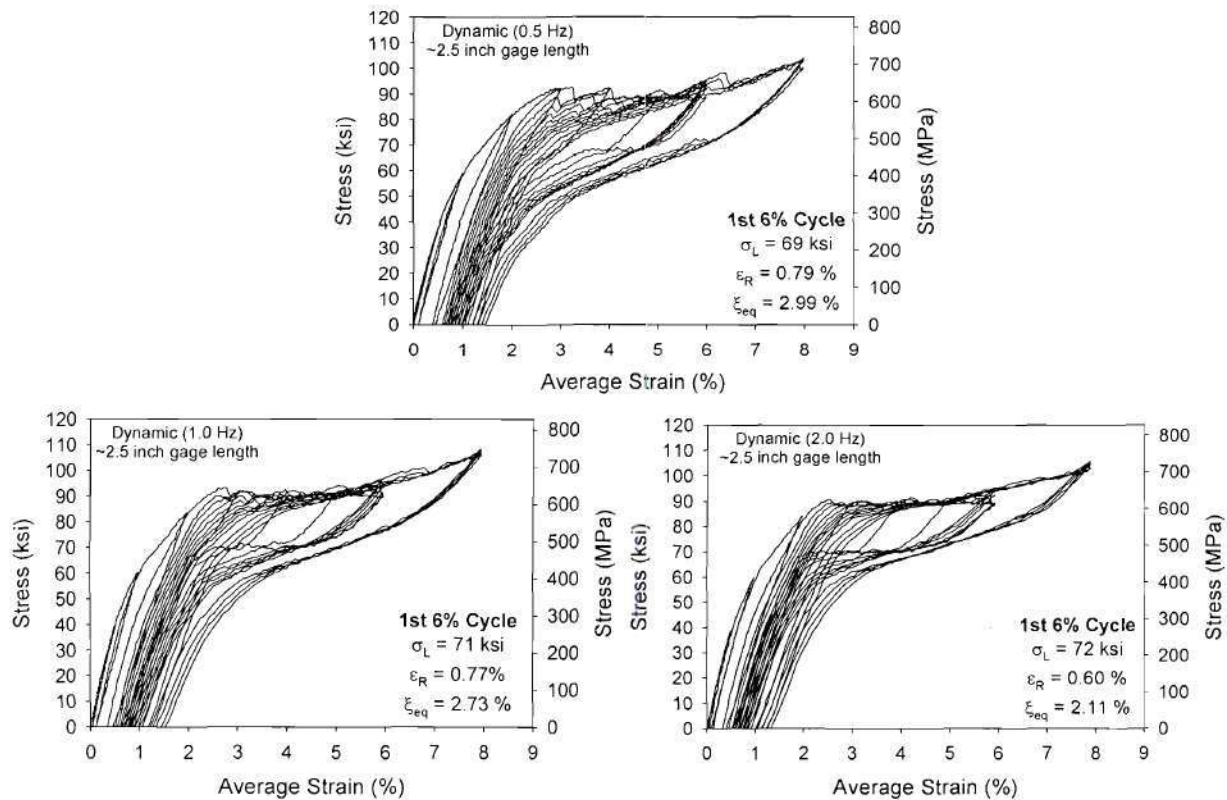 Dynamic (0.5 Hz)
~2.5 inch gage length
120
110
100
90
80
70
60
50
40
30
20
10
0
Stress (ksi)
800
700
600
500
400
300
200
100
0
Stress (MPa)
1st 6% Cycle
σL = 69 ksi
εR = 0.79 %
ξeq = 2.99 %
0 1 2 3 4 5 6 7 8 9
Average Strain (%)
Dynamic (1.0 Hz)
~2.5 inch gage length
120
110
100
90
80
70
60
50
40
30
20
10
0
Stress (ksi)
800
700
600
500
400
300
200
100
0
Stress (MPa)
1st 6% Cycle
σL = 71 ksi
εR = 0.77%
ξeq = 2.73 %
0 1 2 3 4 5 6 7 8 9
Average Strain (%)
Dynamic (2.0 Hz)
~2.5 inch gage length
120
110
100
90
80
70
60
50
40
30
20
10
0
Stress (ksi)
800
700
600
500
400
300
200
100
0
Stress (MPa)
1st 6% Cycle
σL = 72 ksi
εR = 0.60 %
ξeq = 2.11 %
0 1 2 3 4 5 6 7 8 9
Average Strain (%)